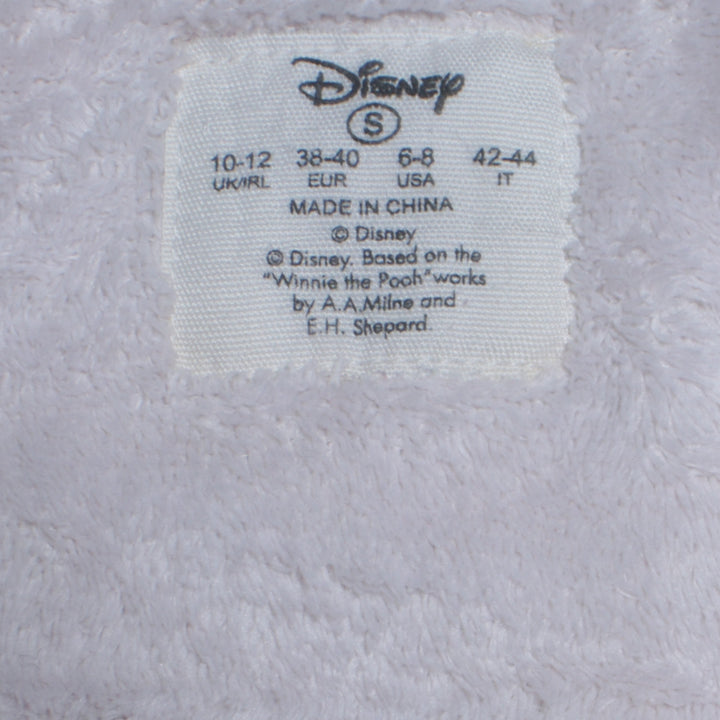 Disney
S
10-12 38-40 6-8 42-44
UK/IRL EUR USA IT
MADE IN CHINA
© Disney
© Disney. Based on the
"Winnie the Pooh" works
by A.A.Milne and
E.H. Shepard.